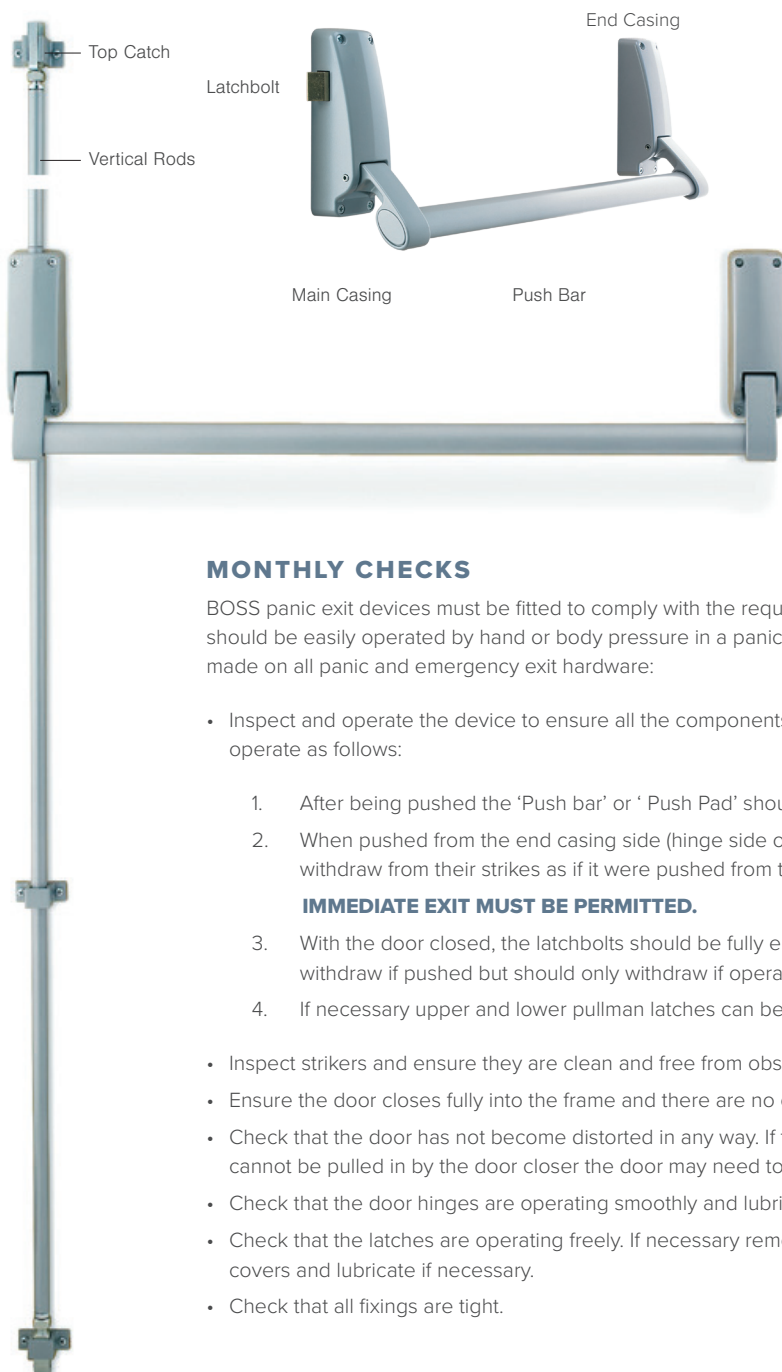 End Casing
Top Catch
Latchbolt
Vertical Rods
Main Casing
Push Bar
MONTHLY CHECKS
BOSS panic exit devices must be fitted to comply with the
should be easily operated by hand or body pressure in a panic
made on all panic and emergency exit hardware:
• Inspect and operate the device to ensure all the components
operate as follows:
1. After being pushed the ‘Push bar’ or ‘ Push Pad’
2. When pushed from the end casing side (hinge side
withdraw from their strikes as if it were pushed from
IMMEDIATE EXIT MUST BE PERMITTED.
3. With the door closed, the latchbolts should be fully
withdraw if pushed but should only withdraw if
4. If necessary upper and lower pullman latches can be
• Inspect strikers and ensure they are clean and free from
• Ensure the door closes fully into the frame and there are no
• Check that the door has not become distorted in any way. If
cannot be pulled in by the door closer the door may need to
• Check that the door hinges are operating smoothly and
• Check that the latches are operating freely. If necessary
covers and lubricate if necessary.
• Check that all fixings are tight.